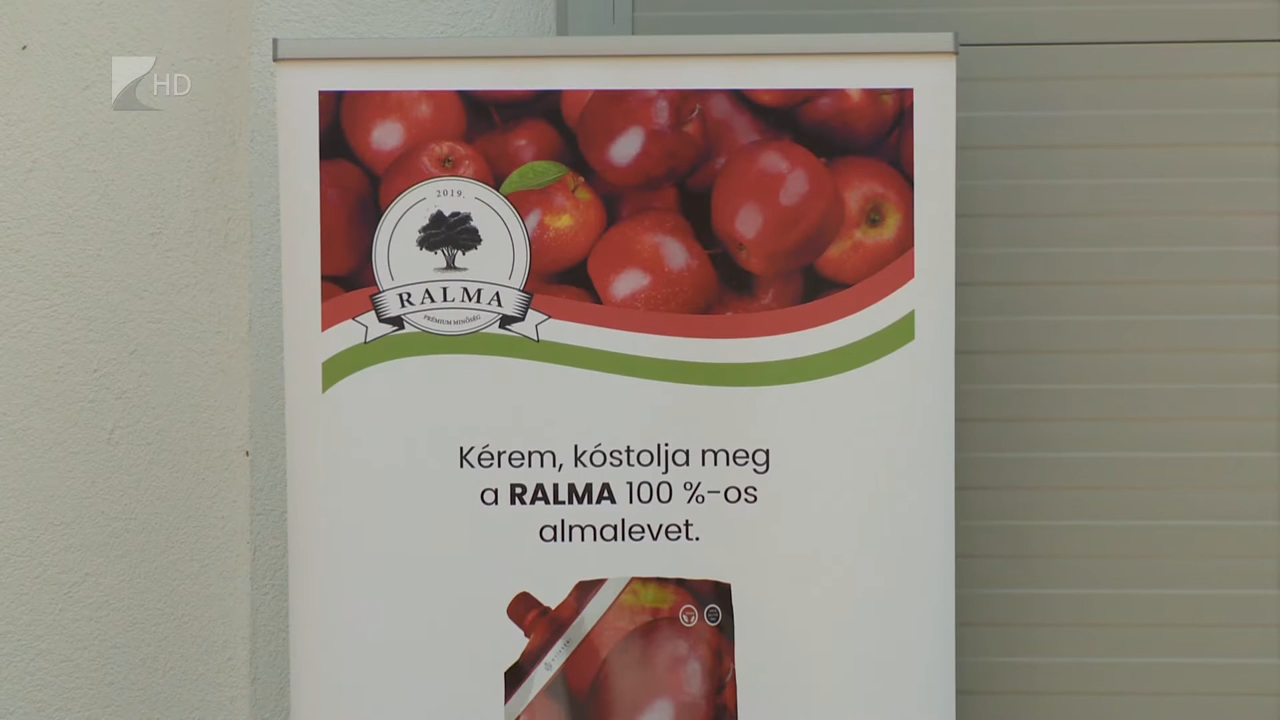 HD
2019.
RALMA
PRÉMIUM MINŐSÉG
Kérem, kóstolja meg
a RALMA 100 %-os
almalevet.